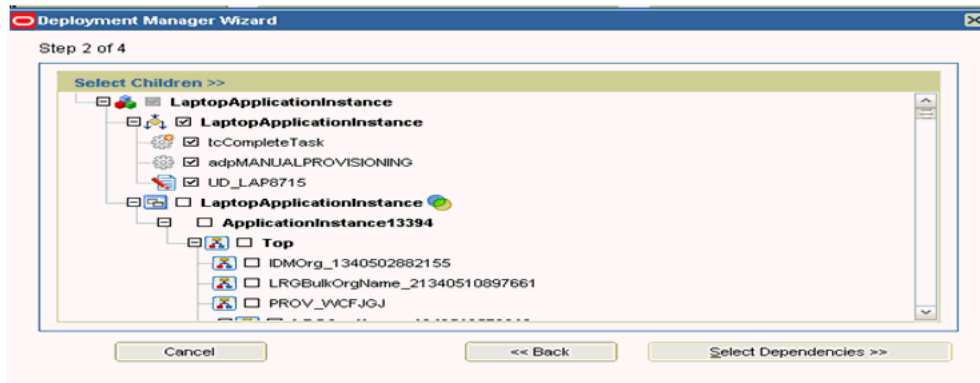 Deployment Manager Wizard
Step 2 of 4
Select Children >>
LaptopApplicationInstance
LaptopApplicationInstance
tcCompleteTask
adpMANUALPROVISIONING
UD_LAP8715
LaptopApplicationInstance
ApplicationInstance13394
Top
IDMOrg_1340502882155
LRGBulkOrgName_21340510897661
PROV_WCFJGJ
Cancel
<< Back
Select Dependencies >>